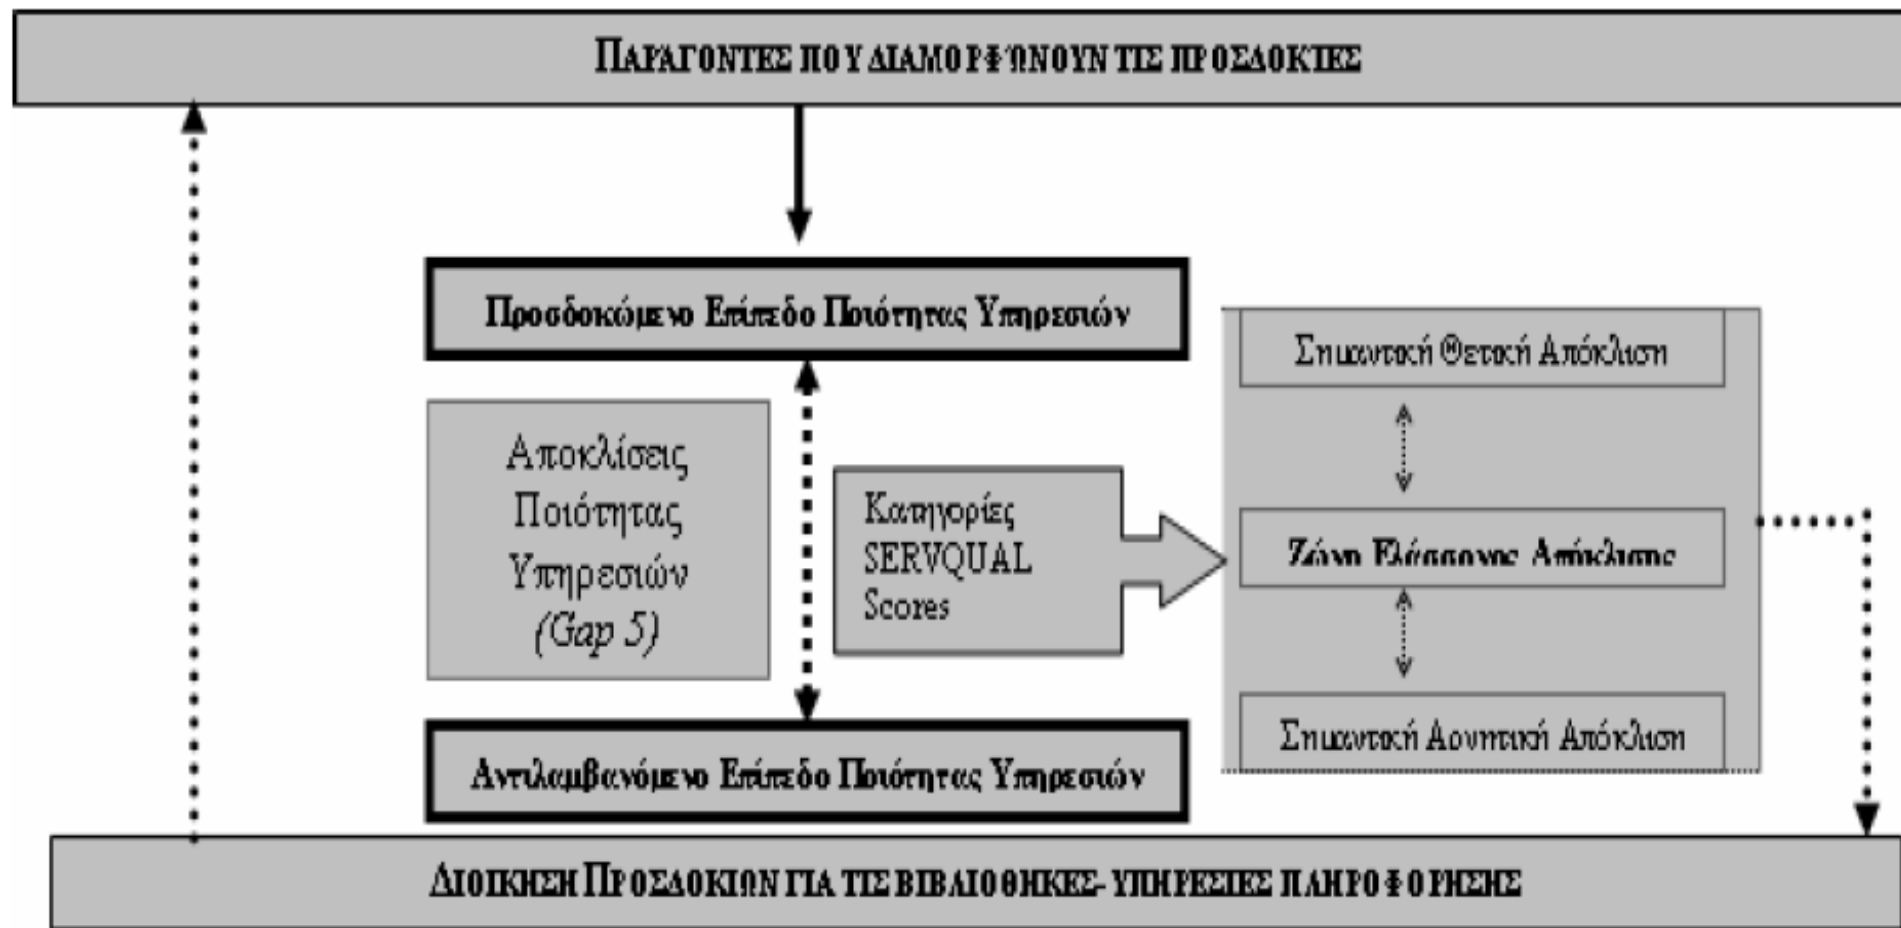 ΠΑΡΑΓΟΝΤΕΣ ΠΟΥ ΔΙΑΜΟΡΦΏΝΟΥΝ ΤΙΣ ΠΡΟΣΔΟΚΙΕΣ
Προσδοκώμενο Επίπεδο Ποιότητας Υπηρεσιών
Σημαντική Θετική Απόκλιση
Αποκλίσεις
Ποιότητας
Υπηρεσιών
(Gap 5)
Κατηγορίες
SERVQUAL
Scores
Ζώνη Ελάσσονος Απόκλισης
Σημαντική Αρνητική Απόκλιση
Αντιλαμβανόμενο Επίπεδο Ποιότητας Υπηρεσιών
ΔΙΟΙΚΗΣΗ ΠΡΟΣΔΟΚΙΩΝ ΓΙΑ ΤΙΣ ΒΙΒΛΙΟΘΗΚΕΣ- ΥΠΗΡΕΣΙΕΣ ΠΛΗΡΟΦΟΡΗΣΗΣ